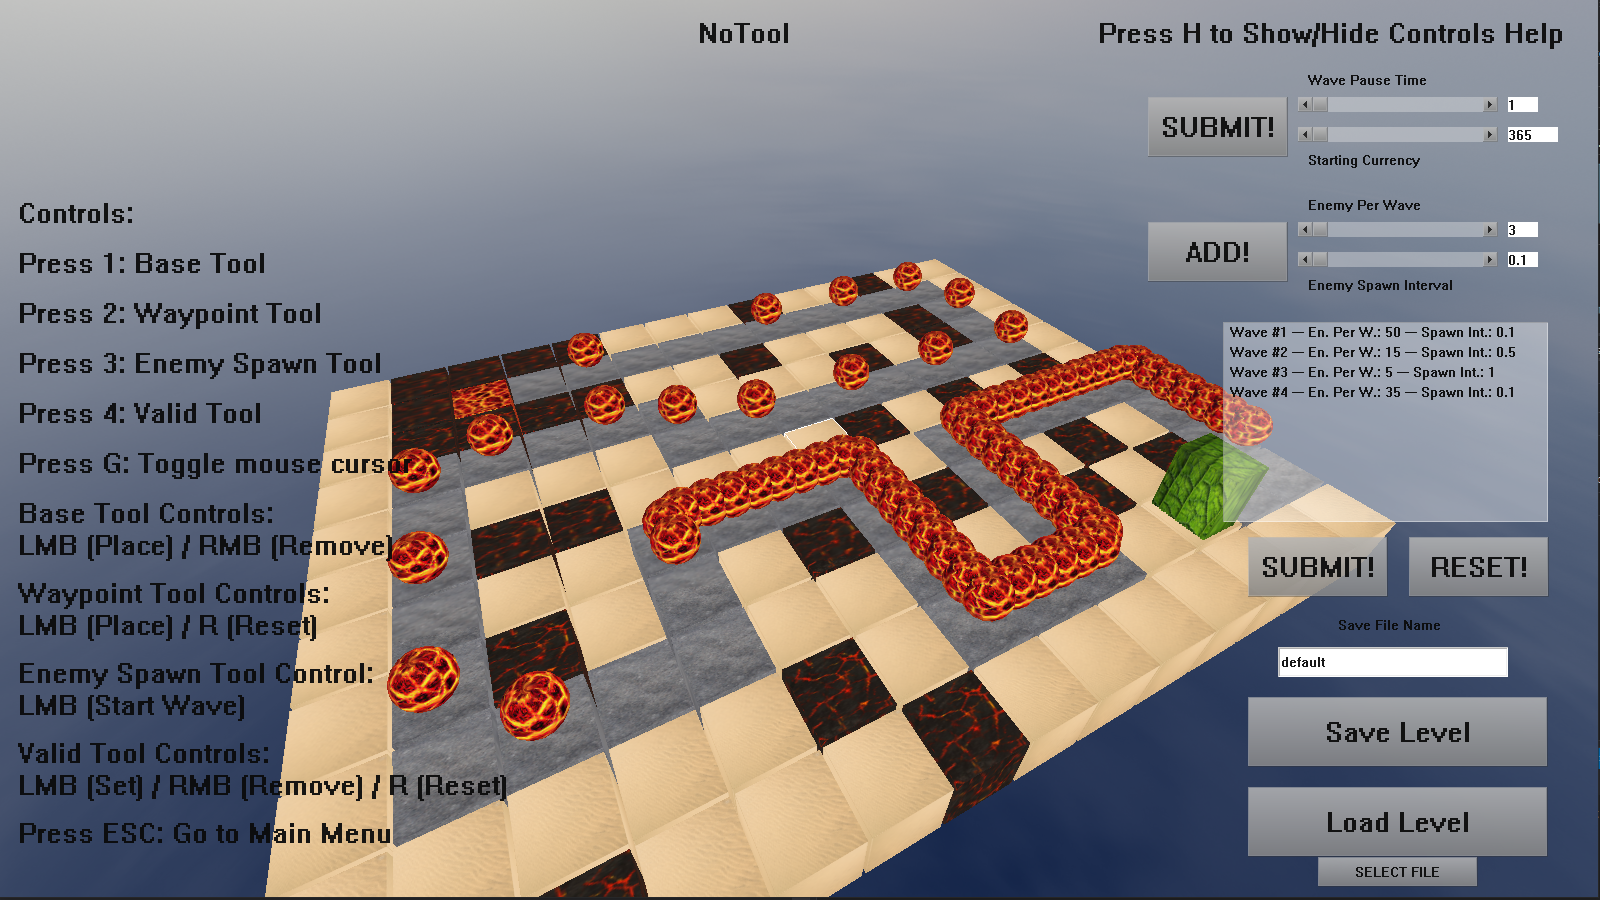 NoTool
Press H to Show/Hide Controls Help
Wave Pause Time
SUBMIT!
1
365
Starting Currency
Enemy Per Wave
ADD!
3
0.1
Enemy Spawn Interval
Wave #1 — En. Per W.: 50 — Spawn Int.: 0.1
Wave #2 — En. Per W.: 15 — Spawn Int.: 0.5
Wave #3 — En. Per W.: 5 — Spawn Int.: 1
Wave #4 — En. Per W.: 35 — Spawn Int.: 0.1
SUBMIT!
RESET!
Save File Name
default
Save Level
Load Level
SELECT FILE
Controls:
Press 1: Base Tool
Press 2: Waypoint Tool
Press 3: Enemy Spawn Tool
Press 4: Valid Tool
Press G: Toggle mouse cursor
Base Tool Controls:
LMB (Place) / RMB (Remove)
Waypoint Tool Controls:
LMB (Place) / R (Reset)
Enemy Spawn Tool Control:
LMB (Start Wave)
Valid Tool Controls:
LMB (Set) / RMB (Remove) / R (Reset)
Press ESC: Go to Main Menu